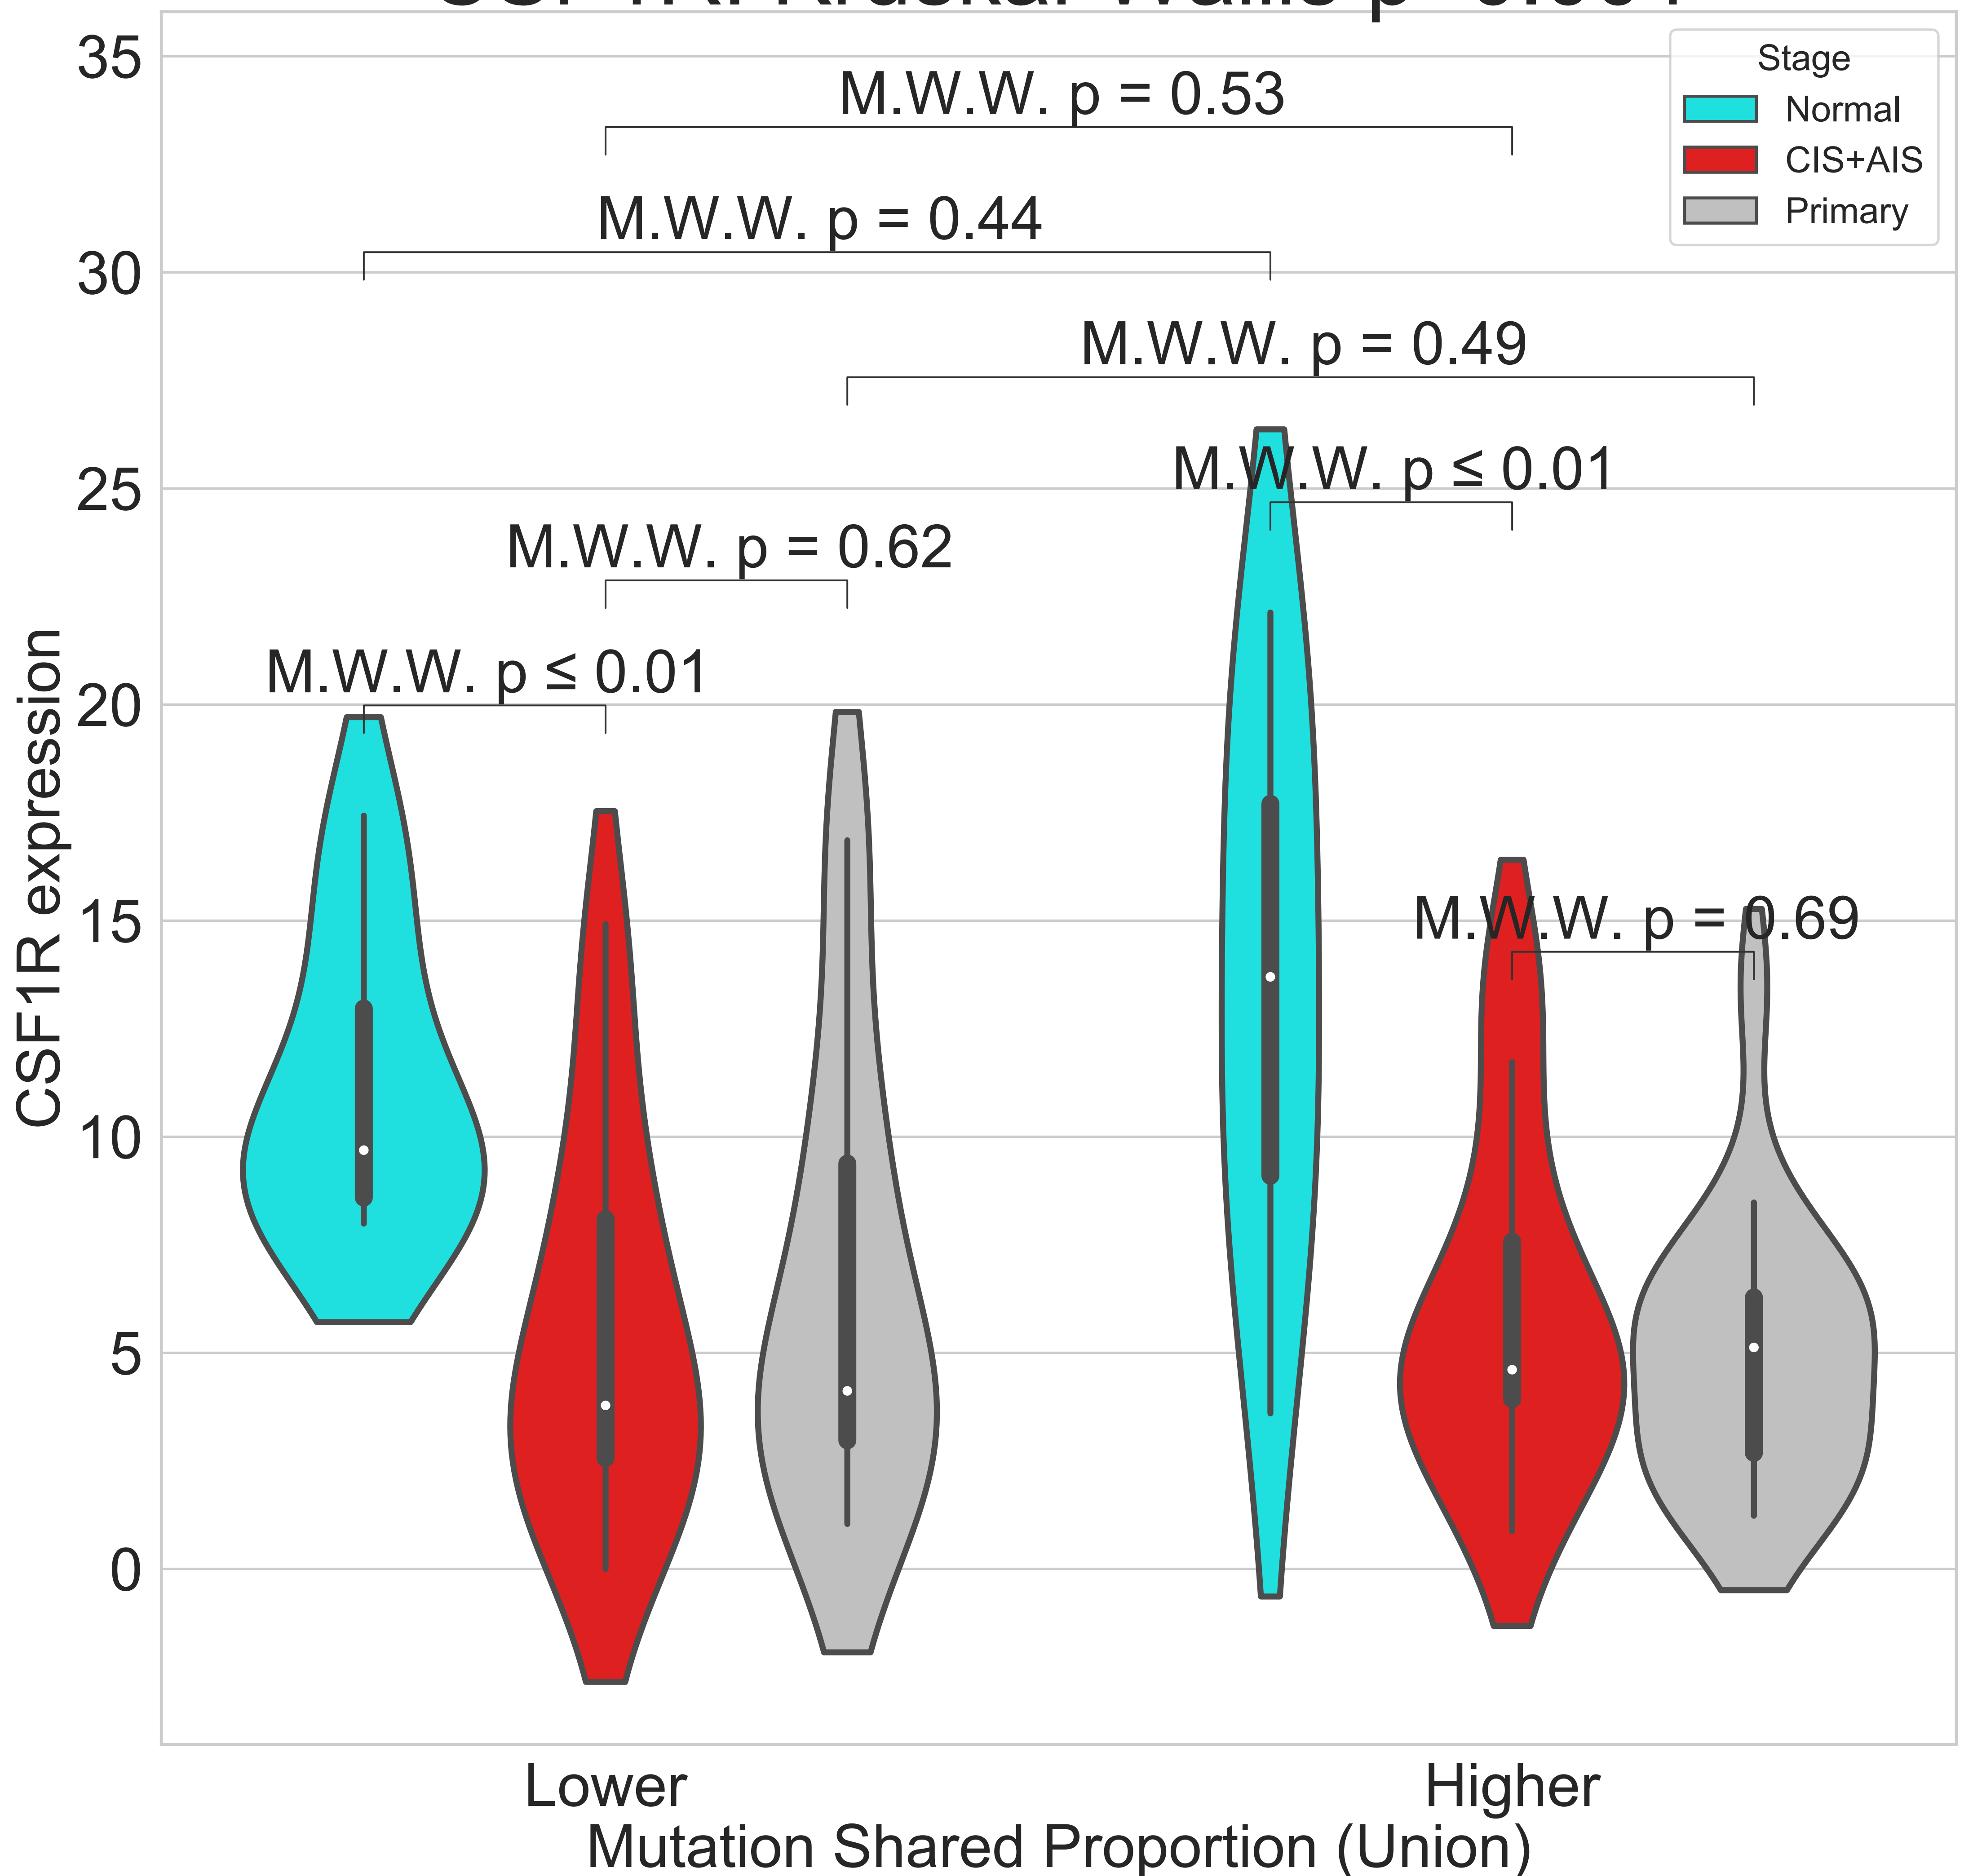 35
30
25
20
15
10
5
0
CSF1R expression
M.W.W. p = 0.53
M.W.W. p = 0.44
M.W.W. p = 0.49
M.W.W. p ≤ 0.01
M.W.W. p = 0.62
M.W.W. p ≤ 0.01
M.W.W. p = 0.69
Stage
Normal
CIS+AIS
Primary
Lower
Higher
Mutation Shared Proportion (Union)